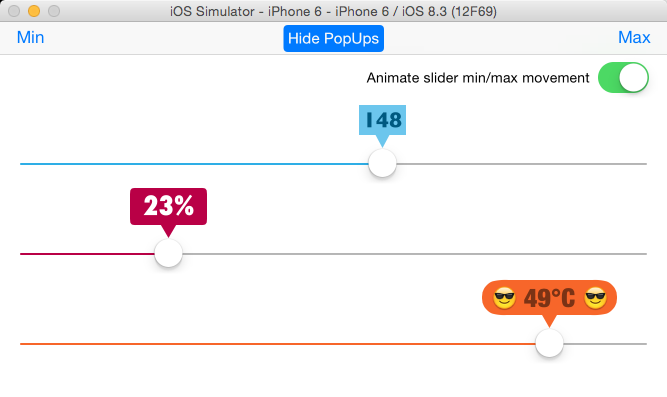 iOS Simulator - iPhone 6 - iPhone 6 / iOS 8.3 (12F69)
Min Hide PopUps Max
Animate slider min/max movement
148
23%
😎 49°C 😎